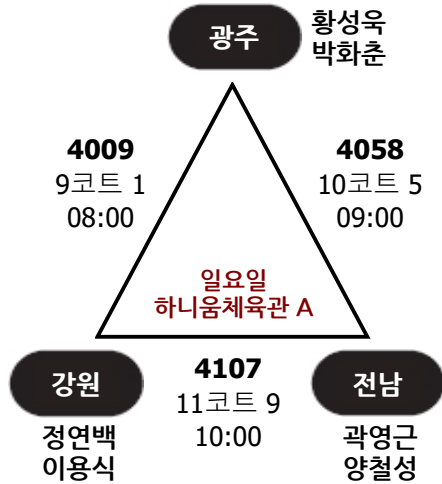 광주
황성욱
박화춘
4009
9코트 1
08:00
4058
10코트 5
09:00
일요일
하니움체육관 A
강원
정연백
이용식
4107
11코트 9
10:00
전남
곽영근
양철성